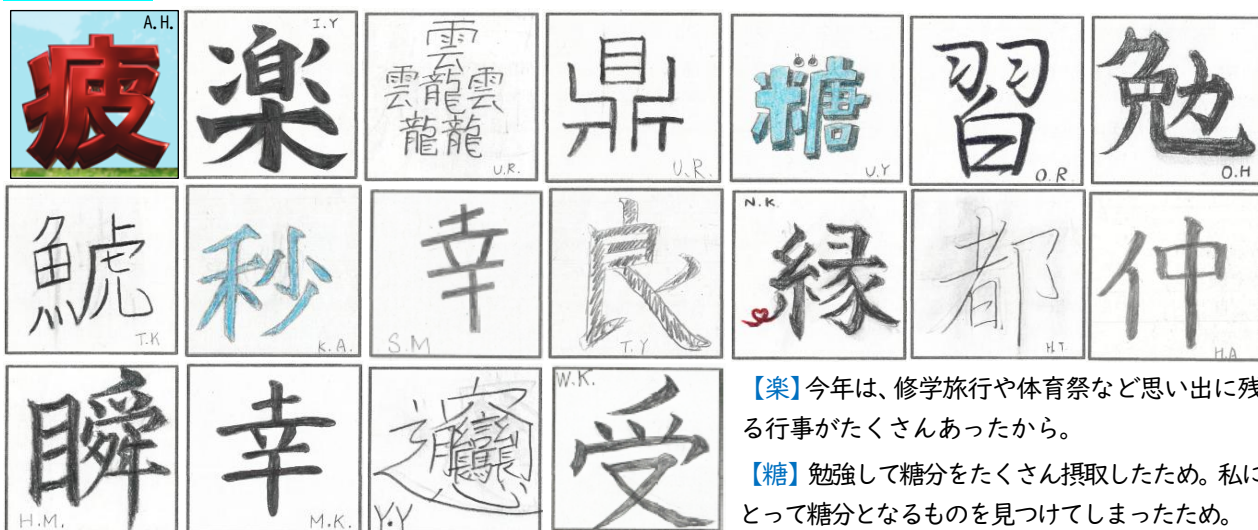 A.H.
疲
I.Y
楽
雲
雲龍雲
龍龍
U.R.
鼎
U.R.
糖
U.Y
習
O.R
勉
O.H
鯱
T.K
秒
K.A.
幸
S.M
良
T.Y
N.K.
縁
都
H.T.
仲
H.A
瞬
H.M.
幸
M.K.
𰻞
Y.Y
W.K.
受
【楽】今年は、修学旅行や体育祭など思い出に残
る行事がたくさんあったから。
【糖】勉強して糖分をたくさん摂取したため。私に
とって糖分となるものを見つけてしまったため。